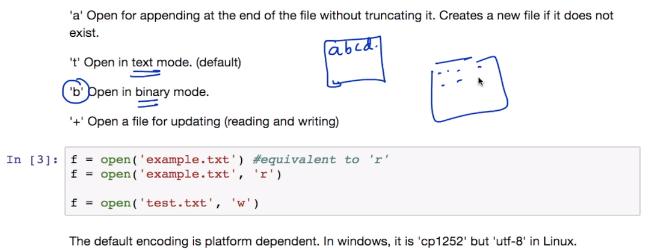 'a' Open for appending at the end of the file without truncating it. Creates a new file if it does not
exist.
't' Open in text mode. (default)
abcd.
'b' Open in binary mode.
'+' Open a file for updating (reading and writing)
In [3]: f = open('example.txt') #equivalent to 'r'
f = open('example.txt', 'r')
f = open('test.txt', 'w')
The default encoding is platform dependent. In windows, it is 'cp1252' but 'utf-8' in Linux.